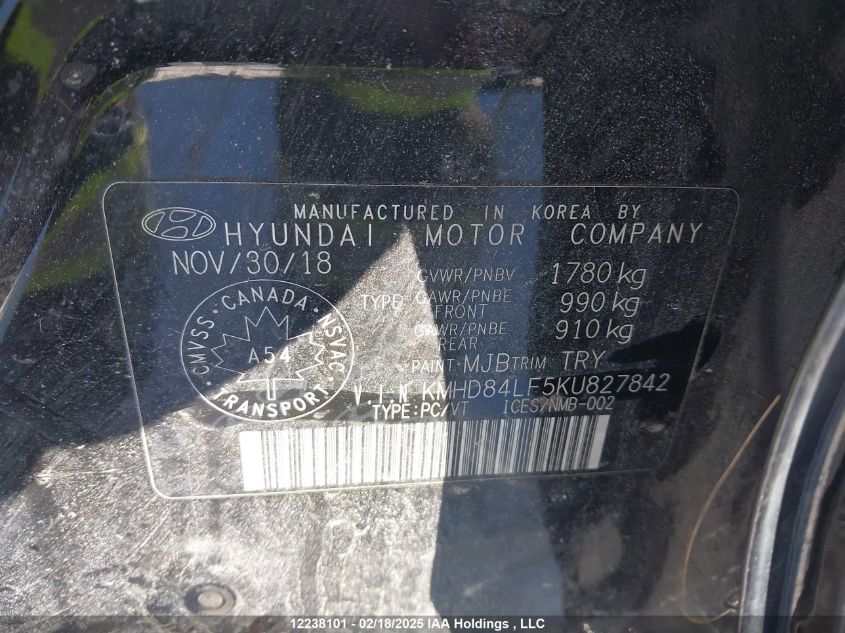 MANUFACTURED IN KOREA BY
HYUNDAI MOTOR COMPANY
NOV/30/18
GVWR/PNBV 1780 kg
TYPE GAWR/PNBE FRONT 990 kg
GAWR/PNBE REAR 910 kg
CMVSS · CANADA · NSVAC
A54
TRANSPORT
PAINT: MJB TRIM TRY
V.I.N KMHD84LF5KU827842
TYPE:PC/VT ICES/NMB-002
12238101 - 02/18/2025 IAA Holdings , LLC